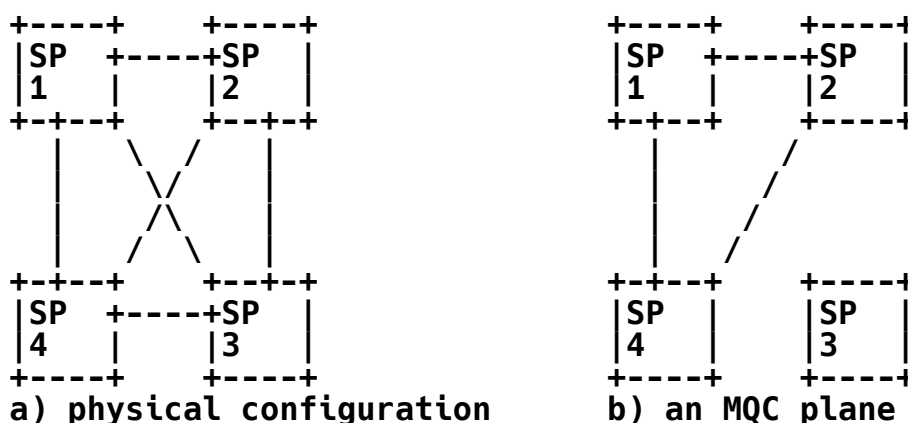 SP SP SP SP
1 2 1 2
SP SP SP SP
4 3 4 3
a) physical configuration b) an MQC plane